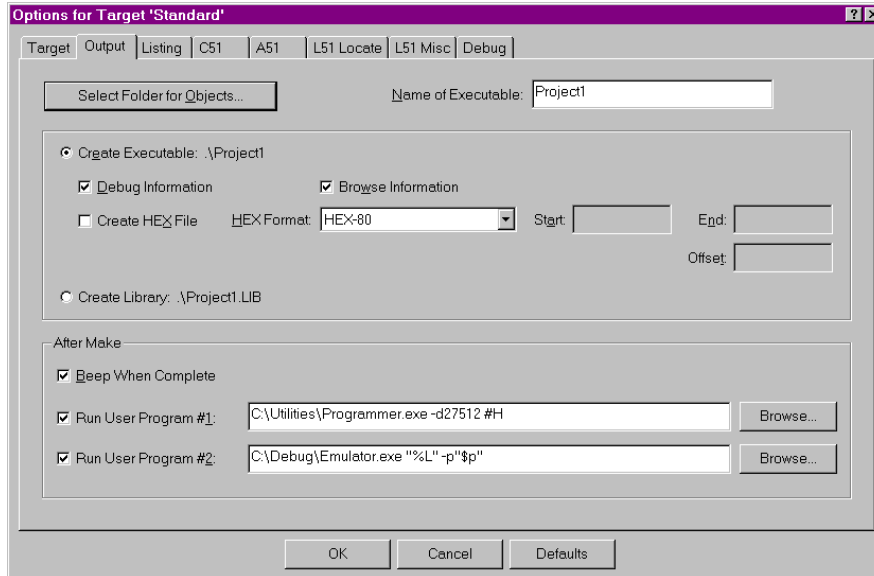 Options for Target 'Standard'
Target Output Listing C51 A51 L51 Locate L51 Misc Debug
Select Folder for Objects... Name of Executable: Project1
Create Executable: .\Project1
Debug Information Browse Information
Create HEX File HEX Format: HEX-80 Start: End:
Offset:
Create Library: .\Project1.LIB
After Make
Beep When Complete
Run User Program #1: C:\Utilities\Programmer.exe -d27512 #H Browse...
Run User Program #2: C:\Debug\Emulator.exe "%L" -p"$p" Browse...
OK Cancel Defaults